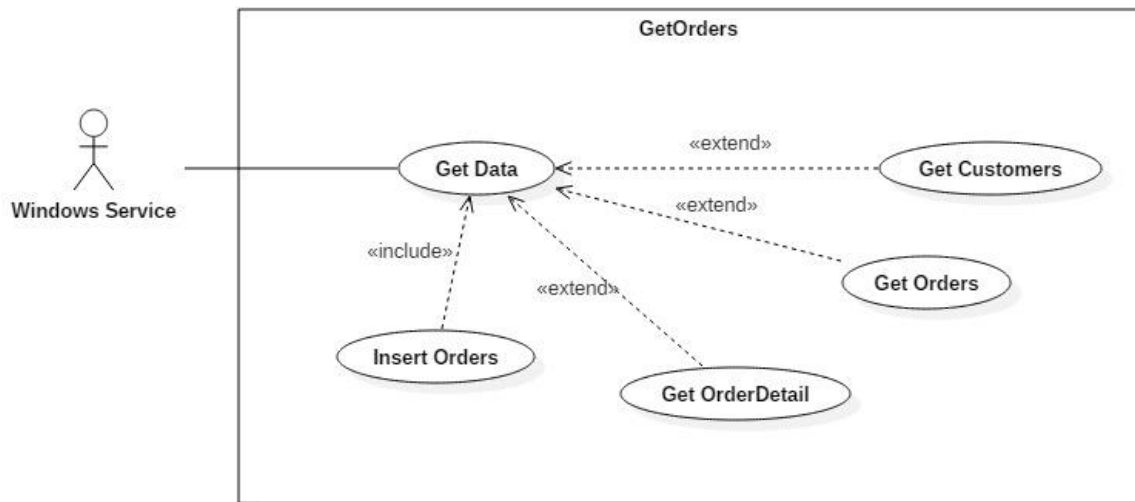 GetOrders
«extend»
Get Data
Get Customers
Windows Service
«extend»
«include»
Get Orders
«extend»
Insert Orders
Get OrderDetail